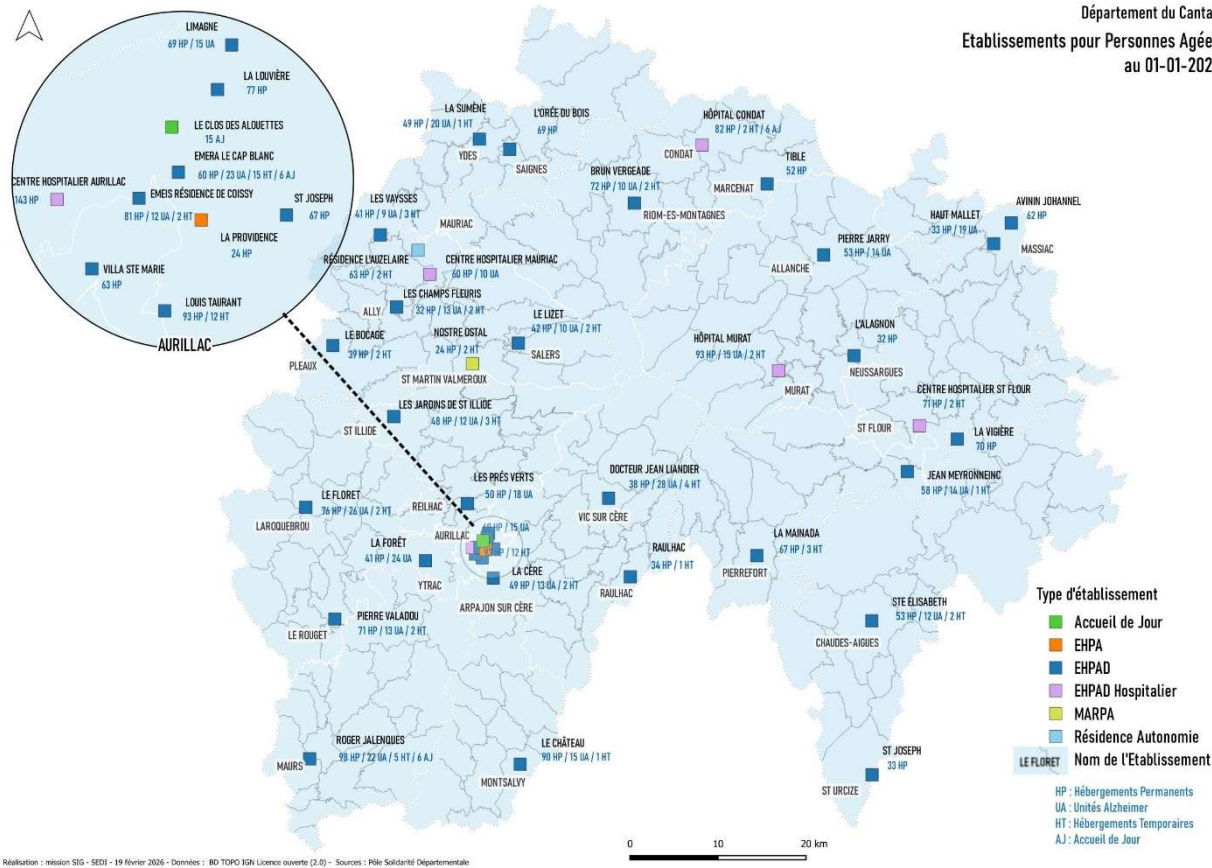 Département du Canta
Etablissements pour Personnes Agée
au 01-01-202
LIMAGNE
69 HP / 15 UA
LA LOUVIÈRE
77 HP
LE CLOS DES ALOUETTES
15 AJ
EMERA LE CAP BLANC
60 HP / 23 UA / 15 HT / 6 AJ
CENTRE HOSPITALIER AURILLAC
143 HP
EMEIS RÉSIDENCE DE COISSY
81 HP / 12 UA / 2 HT
ST JOSEPH
67 HP
LA PROVIDENCE
24 HP
VILLA STE MARIE
63 HP
LOUIS TAURANT
93 HP / 12 HT
AURILLAC
LA SUMÈNE
49 HP / 20 UA / 1 HT
YDES
L'ORÉE DU BOIS
69 HP
SAIGNES
HÔPITAL CONDAT
82 HP / 2 HT / 6 AJ
CONDAT
TIBLE
52 HP
MARCENAT
BRUN VERGEADE
72 HP / 10 UA / 2 HT
RIOM-ES-MONTAGNES
AVININ JOHANNEL
62 HP
HAUT MALLET
33 HP / 19 UA
MASSIAC
LES VAYSSES
41 HP / 9 UA / 3 HT
MAURIAC
RÉSIDENCE L'AUZELAIRE
63 HP / 2 HT
CENTRE HOSPITALIER MAURIAC
60 HP / 10 UA
PIERRE JARRY
53 HP / 14 UA
ALLANCHE
LES CHAMPS FLEURIS
32 HP / 13 UA / 2 HT
ALLY
LE BOCAGE
39 HP / 2 HT
PLEAUX
NOSTRE OSTAL
24 HP / 2 HT
ST MARTIN VALMEROUX
LE LIZET
42 HP / 10 UA / 2 HT
SALERS
HÔPITAL MURAT
93 HP / 15 UA / 2 HT
MURAT
L'ALAGNON
32 HP
NEUSSARGUES
CENTRE HOSPITALIER ST FLOUR
71 HP / 2 HT
ST FLOUR
LA VIGIÈRE
70 HP
JEAN MEYRONNEINC
58 HP / 14 UA / 1 HT
LES JARDINS DE ST ILLIDE
48 HP / 12 UA / 3 HT
ST ILLIDE
LES PRÉS VERTS
50 HP / 18 UA
REILHAC
DOCTEUR JEAN LIANDIER
38 HP / 28 UA / 4 HT
VIC SUR CÈRE
LE FLORET
76 HP / 26 UA / 2 HT
LAROQUEBROU
AURILLAC
LA FORÊT
41 HP / 24 UA
YTRAC
LA CÈRE
49 HP / 13 UA / 2 HT
ARPAJON SUR CÈRE
RAULHAC
34 HP / 1 HT
RAULHAC
LA MAINADA
67 HP / 3 HT
PIERREFORT
PIERRE VALADOU
71 HP / 13 UA / 2 HT
LE ROUGET
STE ELISABETH
53 HP / 12 UA / 2 HT
CHAUDES-AIGUES
ROGER JALENQUES
98 HP / 22 UA / 5 HT / 6 AJ
MAURS
LE CHÂTEAU
90 HP / 15 UA / 1 HT
MONTSALVY
ST JOSEPH
33 HP
ST URCIZE
Type d'établissement
Accueil de Jour
EHPA
EHPAD
EHPAD Hospitalier
MARPA
Résidence Autonomie
LE FLORET Nom de l'Etablissement
HP : Hébergements Permanents
UA : Unités Alzheimer
HT : Hébergements Temporaires
AJ : Accueil de Jour
0 10 20 km
Réalisation : mission SIG - SEDI - 19 février 2026 - Données : BD TOPO IGN Licence ouverte (2.0) - Sources : Pôle Solidarité Départementale